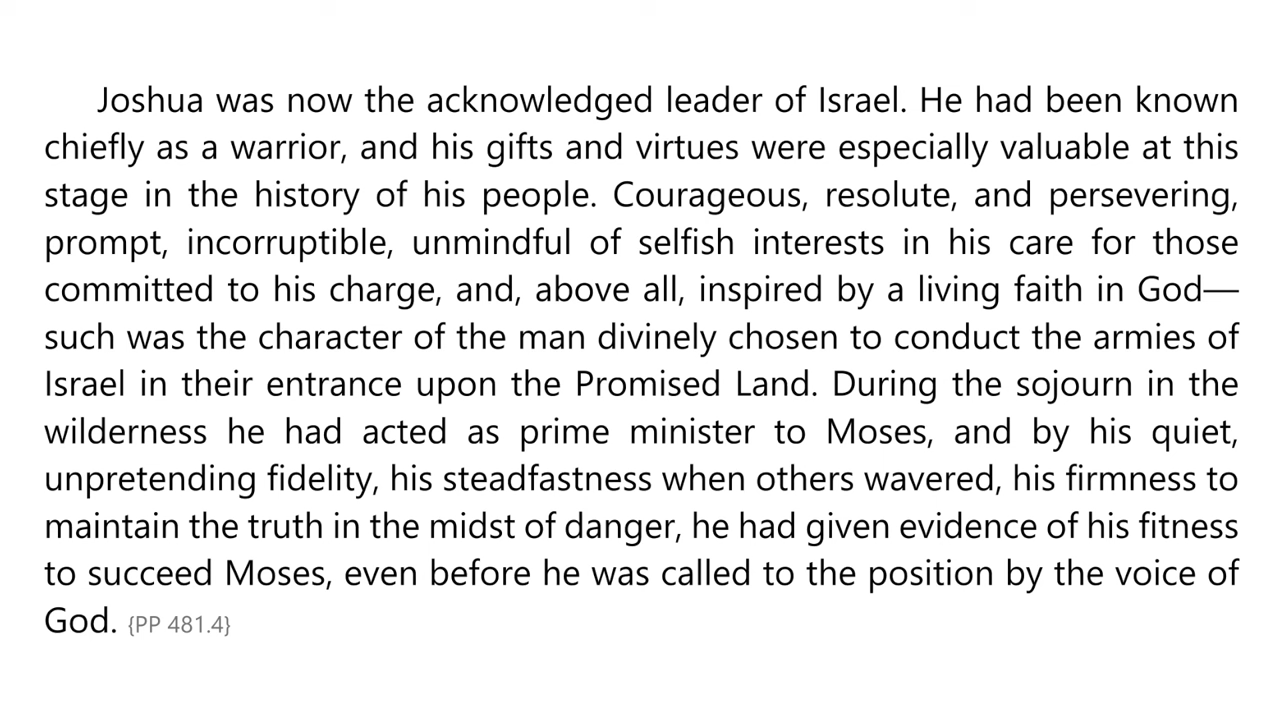 Joshua was now the acknowledged leader of Israel. He had been known
chiefly as a warrior, and his gifts and virtues were especially valuable at this
stage in the history of his people. Courageous, resolute, and persevering,
prompt, incorruptible, unmindful of selfish interests in his care for those
committed to his charge, and, above all, inspired by a living faith in God—
such was the character of the man divinely chosen to conduct the armies of
Israel in their entrance upon the Promised Land. During the sojourn in the
wilderness he had acted as prime minister to Moses, and by his quiet,
unpretending fidelity, his steadfastness when others wavered, his firmness to
maintain the truth in the midst of danger, he had given evidence of his fitness
to succeed Moses, even before he was called to the position by the voice of
God. {PP 481.4}